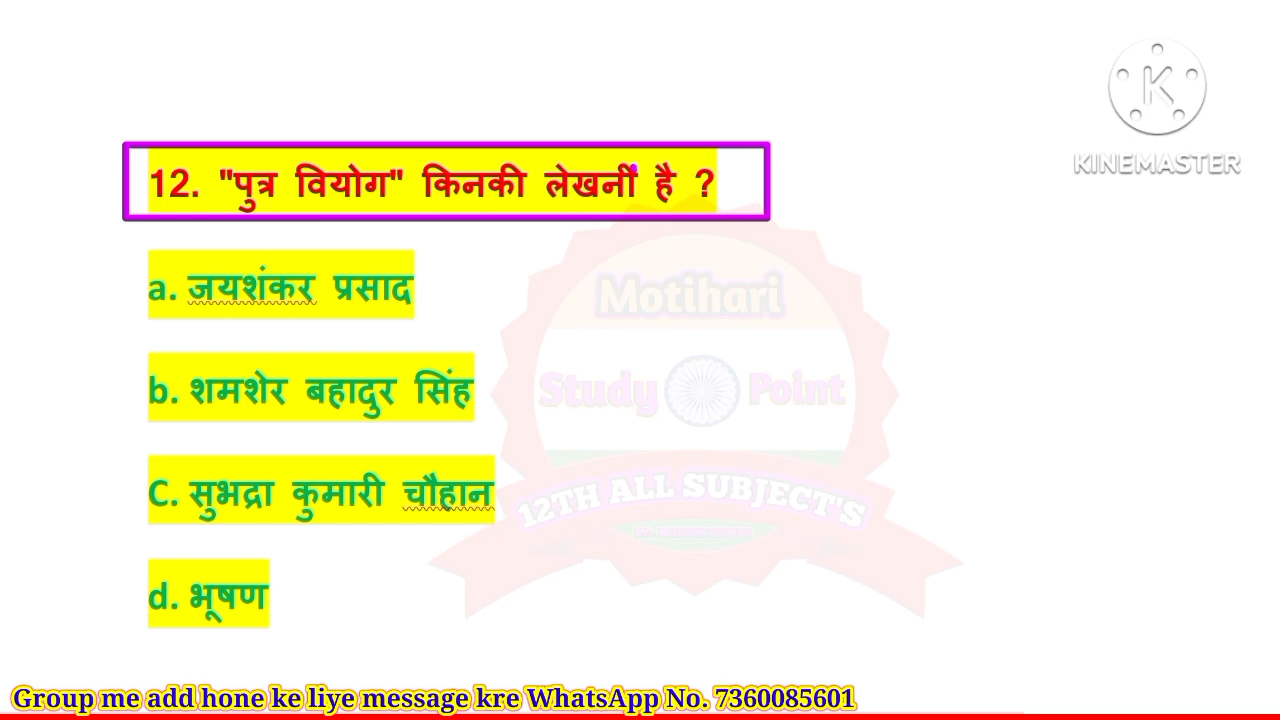 KINEMASTER
12. "पुत्र वियोग" किनकी लेखनी है ?
a. जयशंकर प्रसाद
Motihari
b. शमशेर बहादुर सिंह
Study Point
C. सुभद्रा कुमारी चौहान
12TH ALL SUBJECT'S
d. भूषण
Group me add hone ke liye message kre WhatsApp No. 7360085601